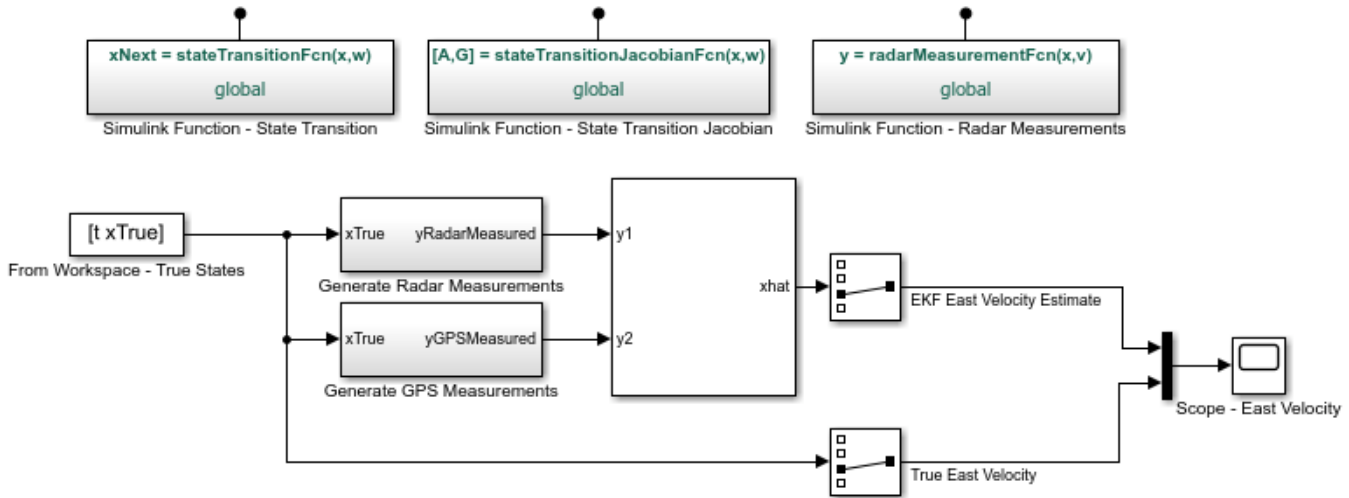 xNext = stateTransitionFcn(x,w)
global
Simulink Function - State Transition
[A,G] = stateTransitionJacobianFcn(x,w)
global
Simulink Function - State Transition Jacobian
y = radarMeasurementFcn(x,v)
global
Simulink Function - Radar Measurements
[t xTrue]
From Workspace - True States
xTrue yRadarMeasured
Generate Radar Measurements
xTrue yGPSMeasured
Generate GPS Measurements
y1
y2
xhat
EKF East Velocity Estimate
True East Velocity
Scope - East Velocity